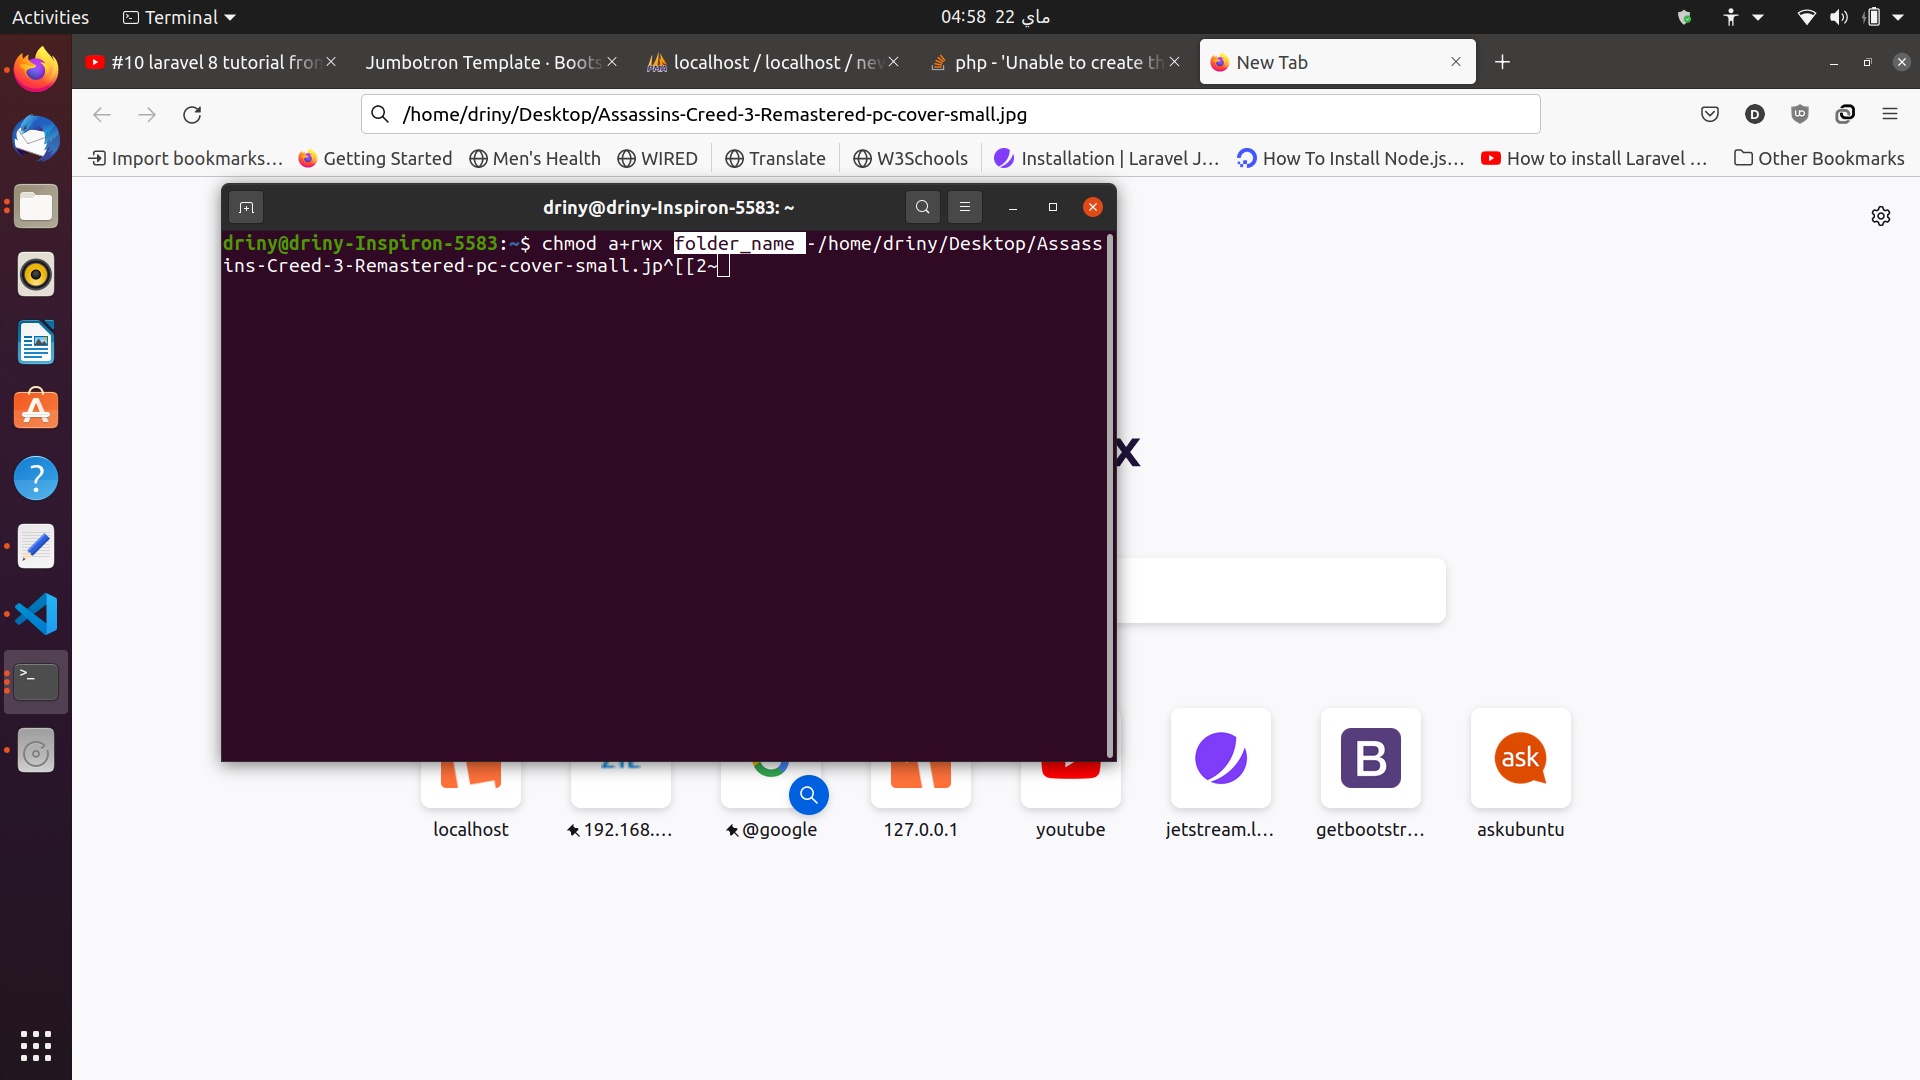 Activities
Terminal
04:58 22 ماي
#10 laravel 8 tutorial fron
Jumbotron Template · Boots
localhost / localhost / nev
php - 'Unable to create th
New Tab
/home/driny/Desktop/Assassins-Creed-3-Remastered-pc-cover-small.jpg
D
Import bookmarks...
Getting Started
Men's Health
WIRED
Translate
W3Schools
Installation | Laravel J...
How To Install Node.js...
How to install Laravel ...
Other Bookmarks
driny@driny-Inspiron-5583: ~
driny@driny-Inspiron-5583:~$ chmod a+rwx folder_name -/home/driny/Desktop/Assass
ins-Creed-3-Remastered-pc-cover-small.jp^[[2~
x
B
ask
localhost
192.168....
@google
127.0.0.1
youtube
jetstream.l...
getbootstr...
askubuntu